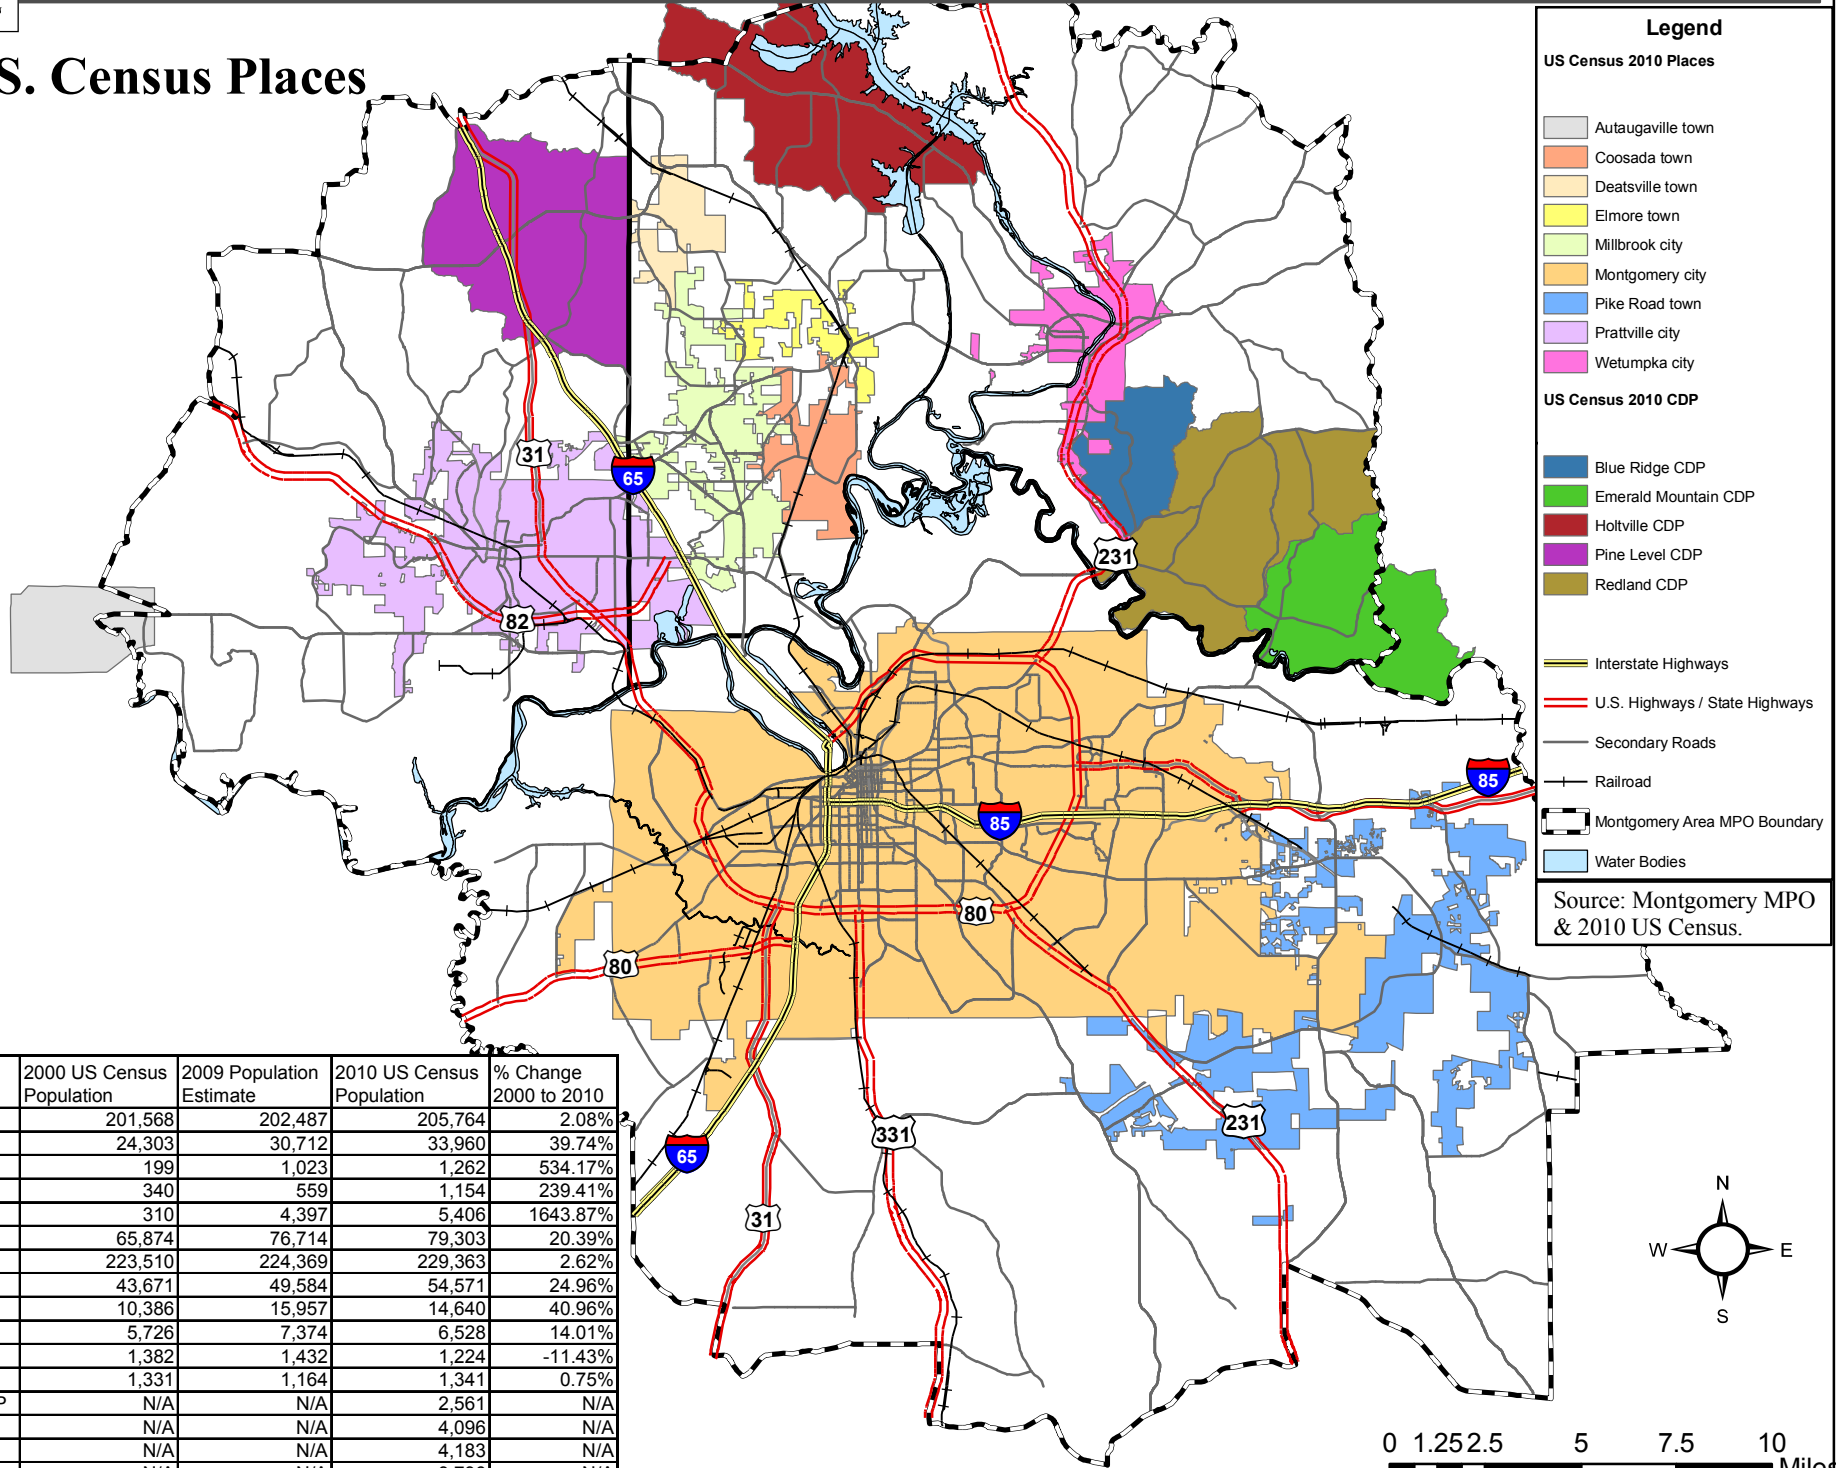 S. Census Places
Legend
US Census 2010 Places
Autaugaville town
Coosada town
Deatsville town
Elmore town
Millbrook city
Montgomery city
Pike Road town
Prattville city
Wetumpka city
US Census 2010 CDP
Blue Ridge CDP
Emerald Mountain CDP
Holtville CDP
Pine Level CDP
Redland CDP
Interstate Highways
U.S. Highways / State Highways
Secondary Roads
Railroad
Montgomery Area MPO Boundary
Water Bodies
Source: Montgomery MPO
& 2010 US Census.
31
65
231
82
85
85
80
80
331
231
65
31
2000 US Census Population 2009 Population Estimate 2010 US Census Population % Change 2000 to 2010
201,568 202,487 205,764 2.08%
24,303 30,712 33,960 39.74%
199 1,023 1,262 534.17%
340 559 1,154 239.41%
310 4,397 5,406 1643.87%
65,874 76,714 79,303 20.39%
223,510 224,369 229,363 2.62%
43,671 49,584 54,571 24.96%
10,386 15,957 14,640 40.96%
5,726 7,374 6,528 14.01%
1,382 1,432 1,224 -11.43%
1,331 1,164 1,341 0.75%
P N/A N/A 2,561 N/A
N/A N/A 4,096 N/A
N/A N/A 4,183 N/A
N
W E
S
0 1.25 2.5 5 7.5 10
Miles